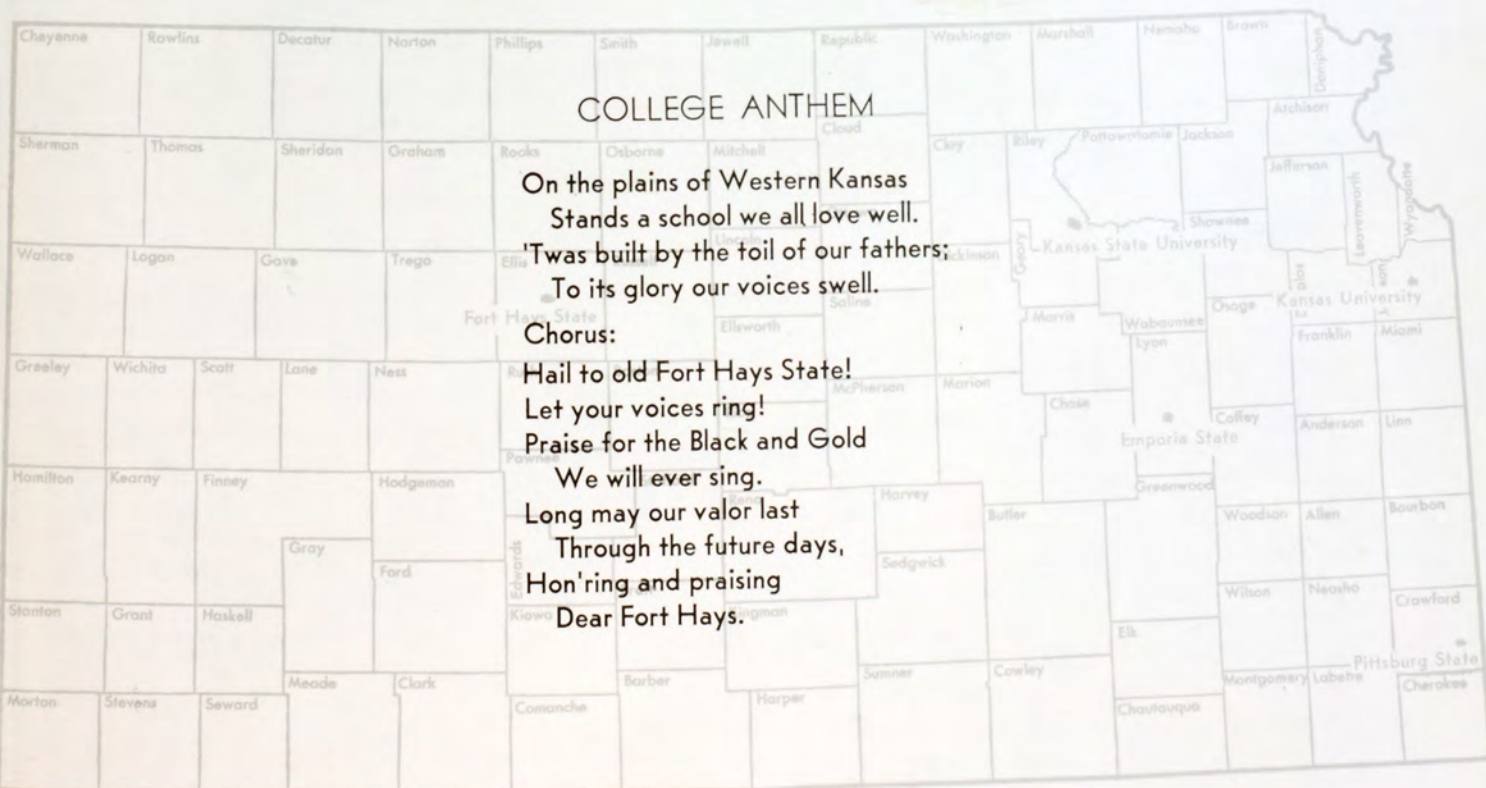 COLLEGE ANTHEM
On the plains of Western Kansas
Stands a school we all love well.
'Twas built by the toil of our fathers;
To its glory our voices swell.
Chorus:
Hail to old Fort Hays State!
Let your voices ring!
Praise for the Black and Gold
We will ever sing.
Long may our valor last
Through the future days,
Hon'ring and praising
Dear Fort Hays.
Cheyenne Rawlins Decatur Norton Phillips Smith Jewell Republic Washington Marshall Nemaha Brown Doniphan
Atchison
Cloud
Sherman Thomas Sheridan Graham Rooks Osborne Mitchell Clay Riley Pottawatomie Jackson
Jefferson Leavenworth Wyandotte
Shawnee
Lincoln
Kansas State University
Wallace Logan Gove Trego Ellis Dickinson Geary
Saline Osage Kansas University
Fort Hays State
Ellsworth Morris Wabaunsee Franklin Miami
Lyon
Greeley Wichita Scott Lane Ness McPherson Marion
Chase Coffey Anderson Linn
Emporia State
Pawnee
Hamilton Kearny Finney Hodgeman Reno Harvey Greenwood
Butler Woodson Allen Bourbon
Gray Ford Edwards Sedgwick
Wilson Neosho Crawford
Stanton Grant Haskell Kiowa Kingman
Elk
Pittsburg State
Meade Clark Barber Sumner Cowley Montgomery Labette Cherokee
Morton Stevens Seward Comanche Harper Chautauqua